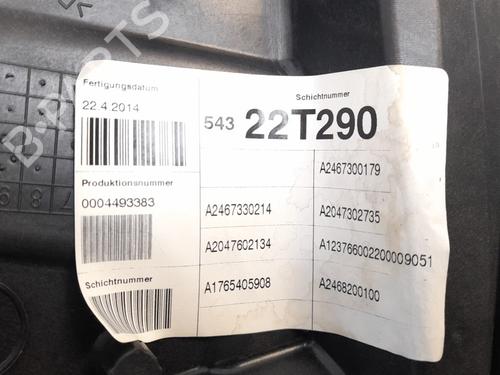 Fertigungsdatum
22.4.2014
Produktionsnummer
0004493383
Schichtnummer
Schichtnummer
543 22T290
A2467300179
A2467330214 A2047302735
A2047602134 A123766002200009051
A1765405908 A2468200100
B-PARTS